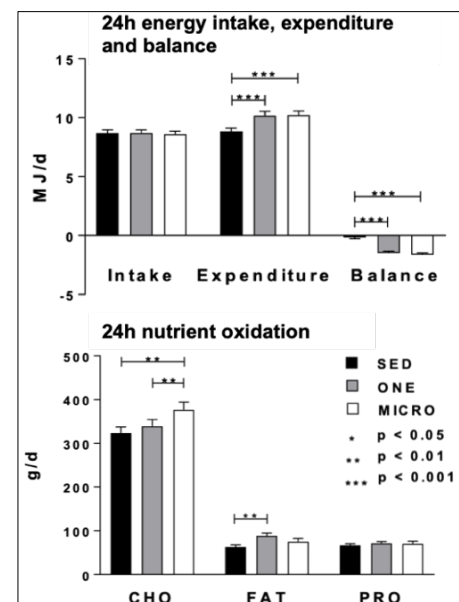 24h energy intake, expenditure
and balance
***
***
***
***
MJ/d
10
5
0
-5
Intake Expenditure Balance
24h nutrient oxidation
**
**
**
g/d
500
400
300
200
100
0
SED
ONE
MICRO
* p < 0.05
** p < 0.01
*** p < 0.001
CHO FAT PRO